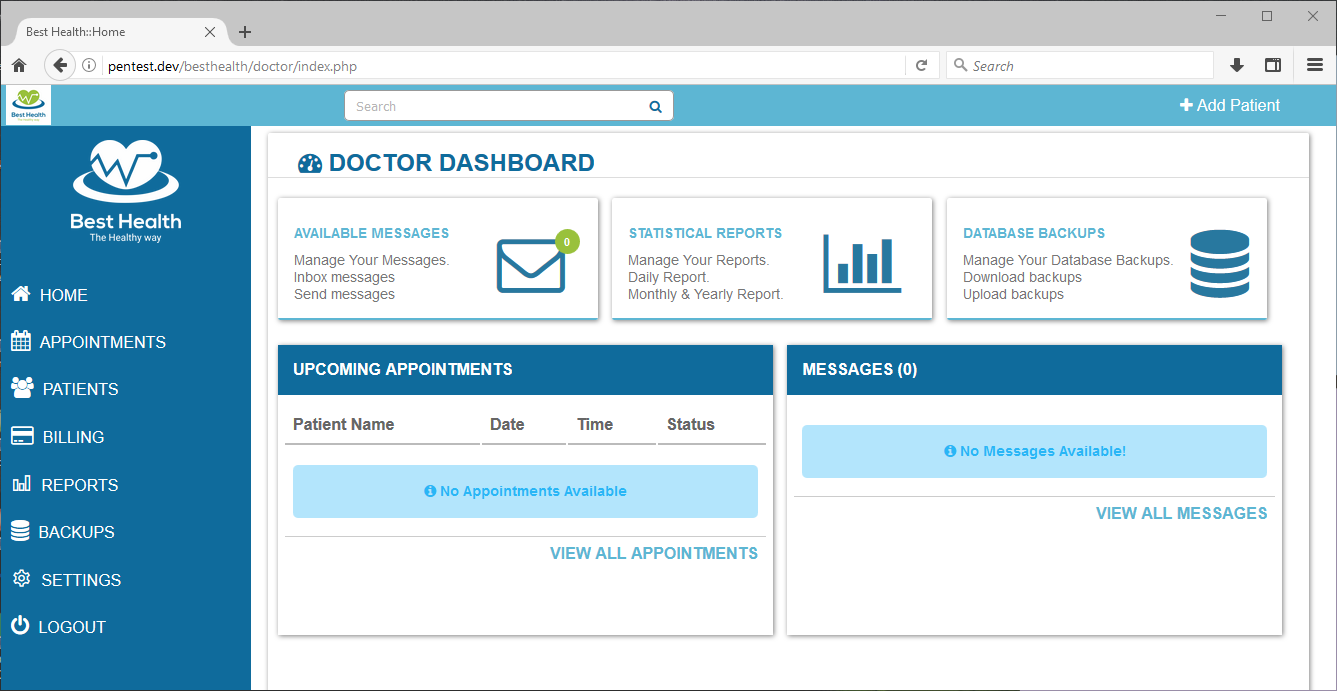 Best Health::Home
pentest.dev/besthealth/doctor/index.php
Search
Best Health
Search
Add Patient
Best Health
The Healthy way
HOME
APPOINTMENTS
PATIENTS
BILLING
REPORTS
BACKUPS
SETTINGS
LOGOUT
DOCTOR DASHBOARD
AVAILABLE MESSAGES
Manage Your Messages.
Inbox messages
Send messages
0
STATISTICAL REPORTS
Manage Your Reports.
Daily Report.
Monthly & Yearly Report.
DATABASE BACKUPS
Manage Your Database Backups.
Download backups
Upload backups
UPCOMING APPOINTMENTS
Patient Name Date Time Status
No Appointments Available
VIEW ALL APPOINTMENTS
MESSAGES (0)
No Messages Available!
VIEW ALL MESSAGES